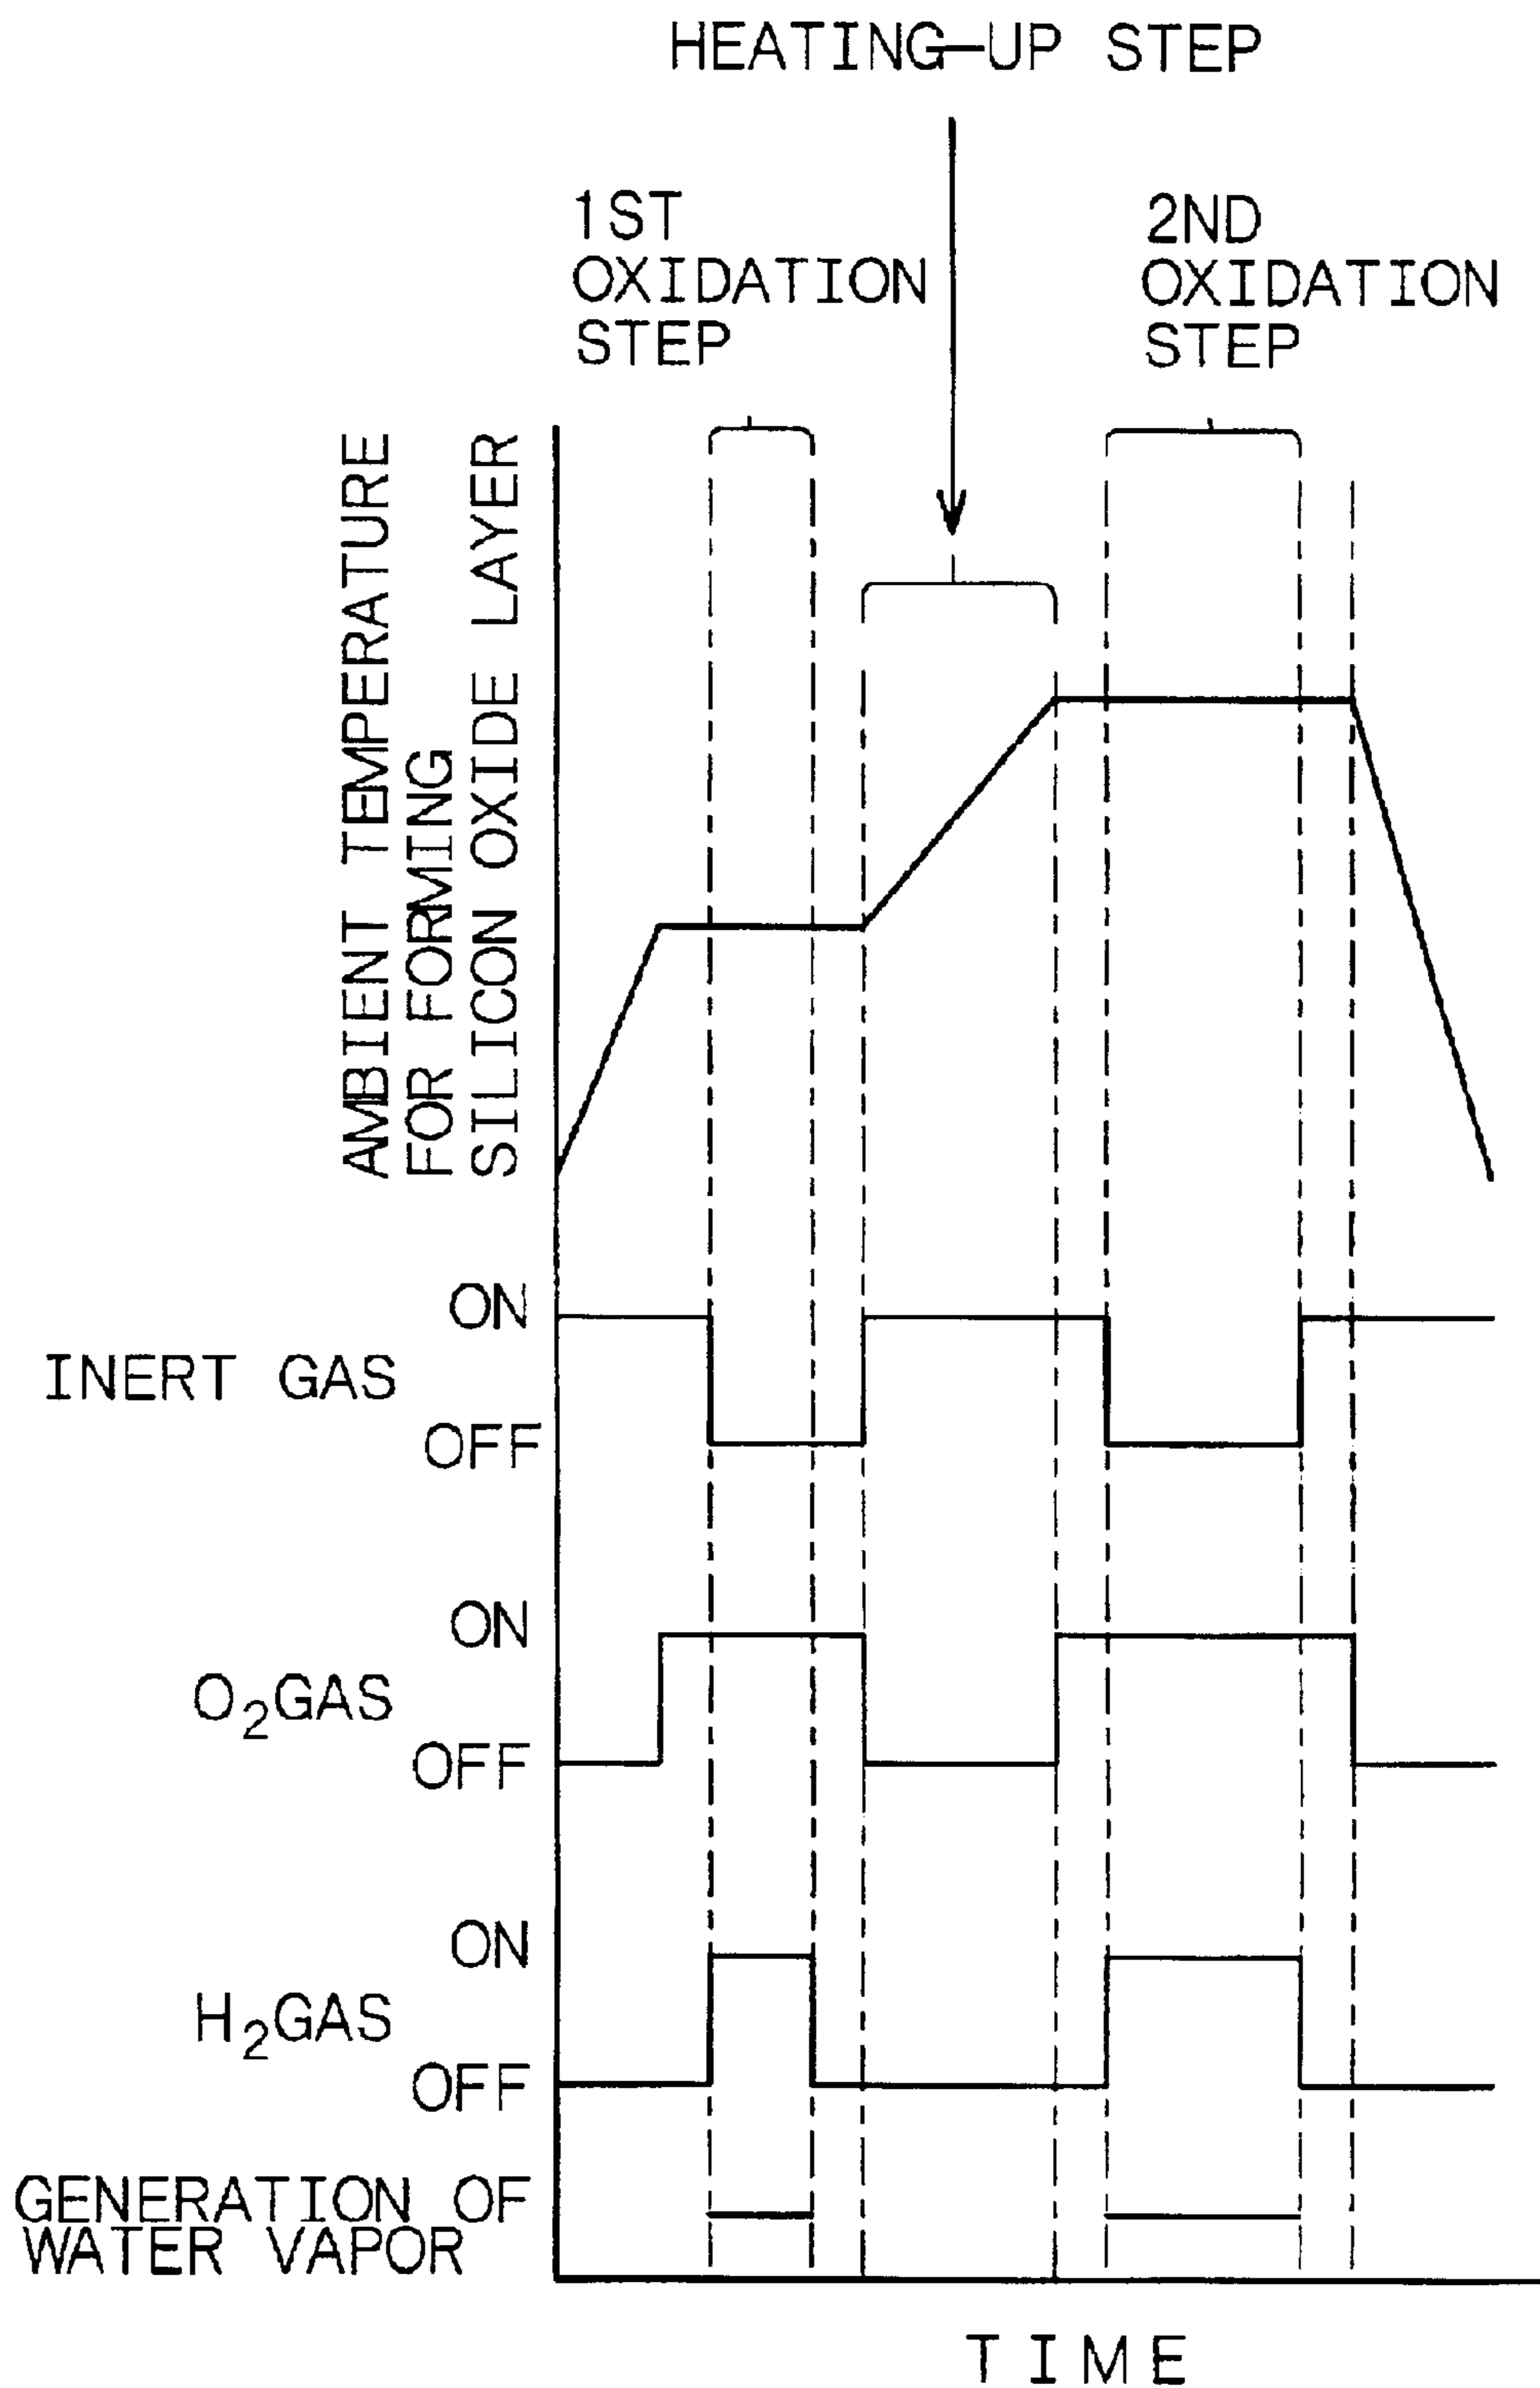 HEATING-UP STEP
1ST
OXIDATION
STEP
2ND
OXIDATION
STEP
AMBIENT TEMPERATURE
FOR FORMING
SILICON OXIDE LAYER
ON
INERT GAS
OFF
ON
O₂GAS
OFF
ON
H₂GAS
OFF
GENERATION OF
WATER VAPOR
TIME